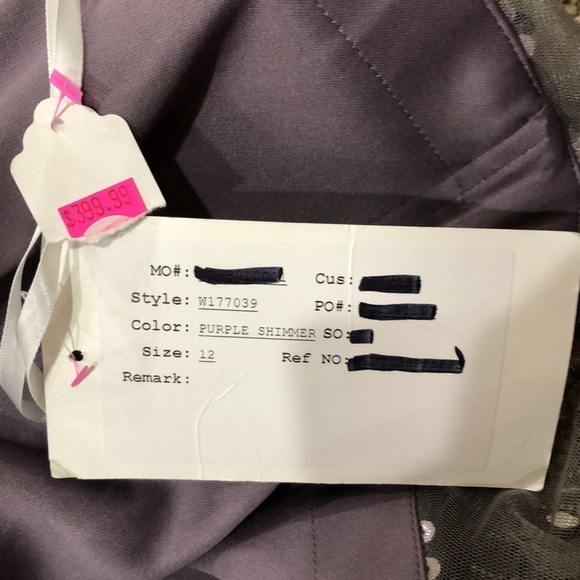 $399.99
MO#: Cus:
Style: W177039 PO#:
Color: PURPLE SHIMMER SO:
Size: 12 Ref NO:
Remark: